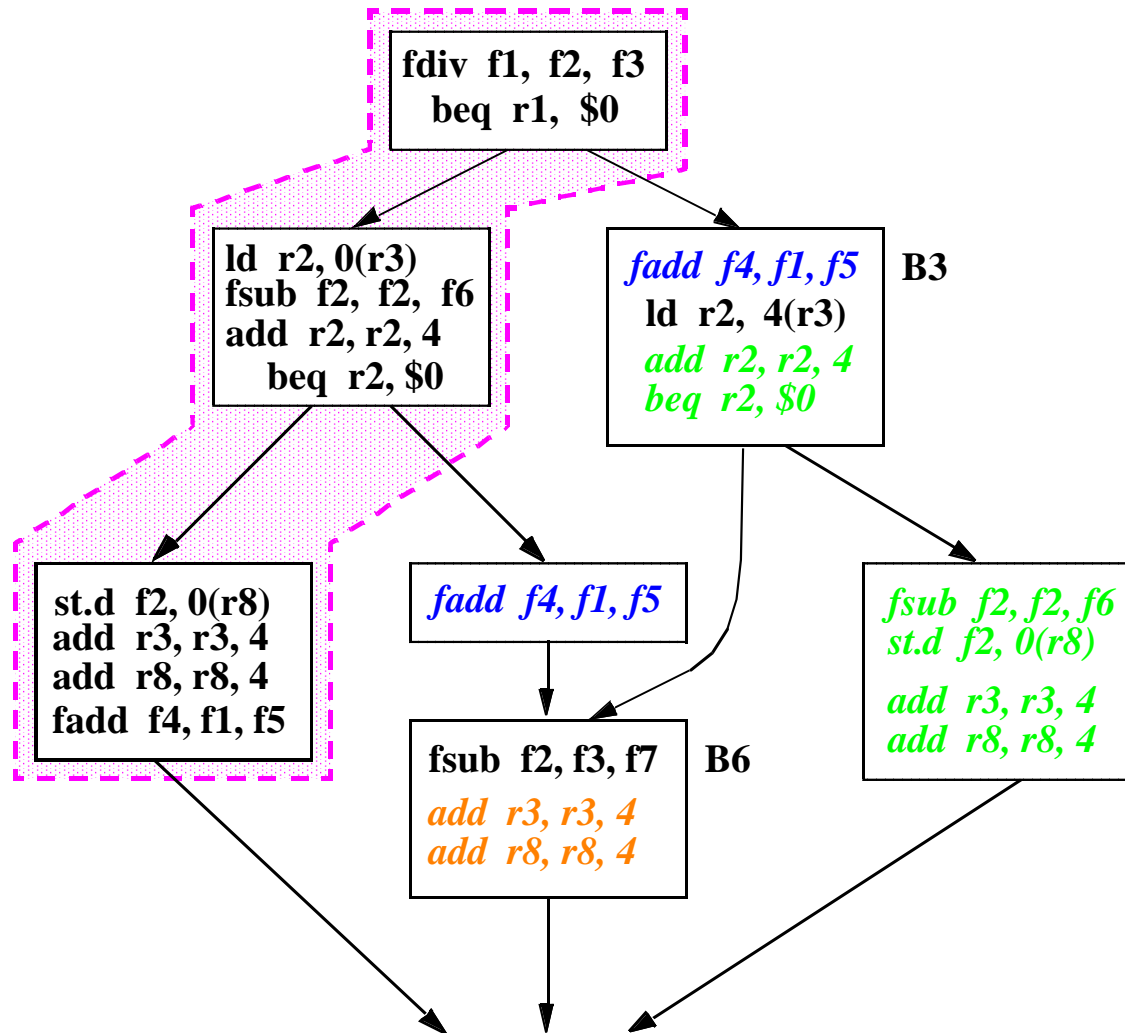 fdiv f1, f2, f3
beq r1, $0
ld r2, 0(r3)
fsub f2, f2, f6
add r2, r2, 4
beq r2, $0
fadd f4, f1, f5
B3
ld r2, 4(r3)
add r2, r2, 4
beq r2, $0
st.d f2, 0(r8)
add r3, r3, 4
add r8, r8, 4
fadd f4, f1, f5
fadd f4, f1, f5
fsub f2, f3, f7
B6
add r3, r3, 4
add r8, r8, 4
fsub f2, f2, f6
st.d f2, 0(r8)
add r3, r3, 4
add r8, r8, 4